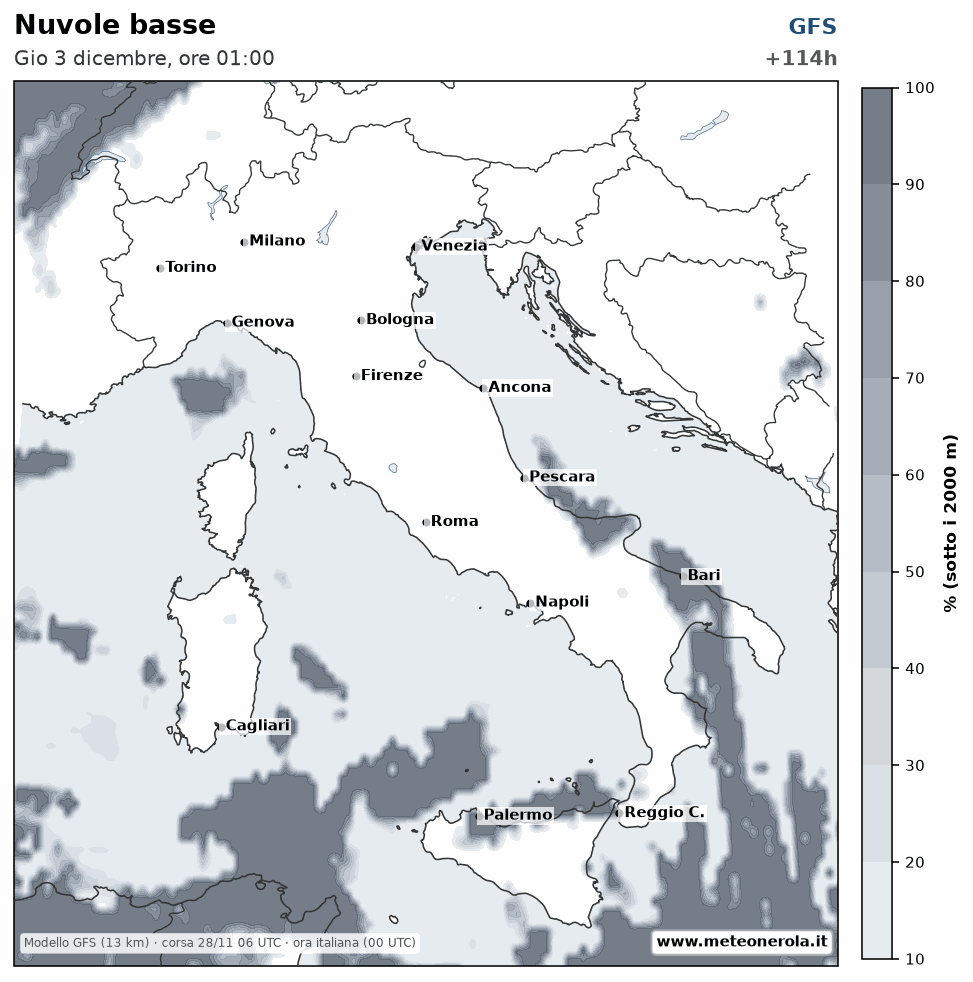 Nuvole basse
GFS
Gio 3 dicembre, ore 01:00
+114h
100
90
80
70
60
50
40
30
20
10
% (sotto i 2000 m)
Milano
Venezia
Torino
Genova
Bologna
Firenze
Ancona
Pescara
Roma
Bari
Napoli
Cagliari
Palermo
Reggio C.
Modello GFS (13 km) · corsa 28/11 06 UTC · ora italiana (00 UTC)
www.meteonerola.it